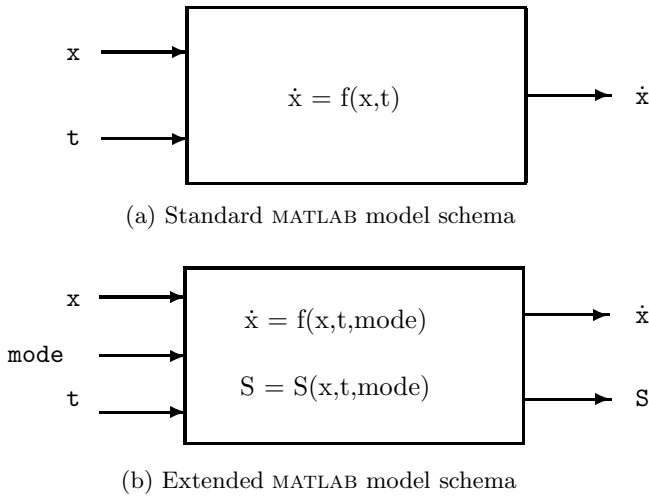 x
ẋ = f(x,t)
ẋ
t
(a) Standard MATLAB model schema
x
ẋ = f(x,t,mode)
ẋ
mode
S = S(x,t,mode)
S
t
(b) Extended MATLAB model schema